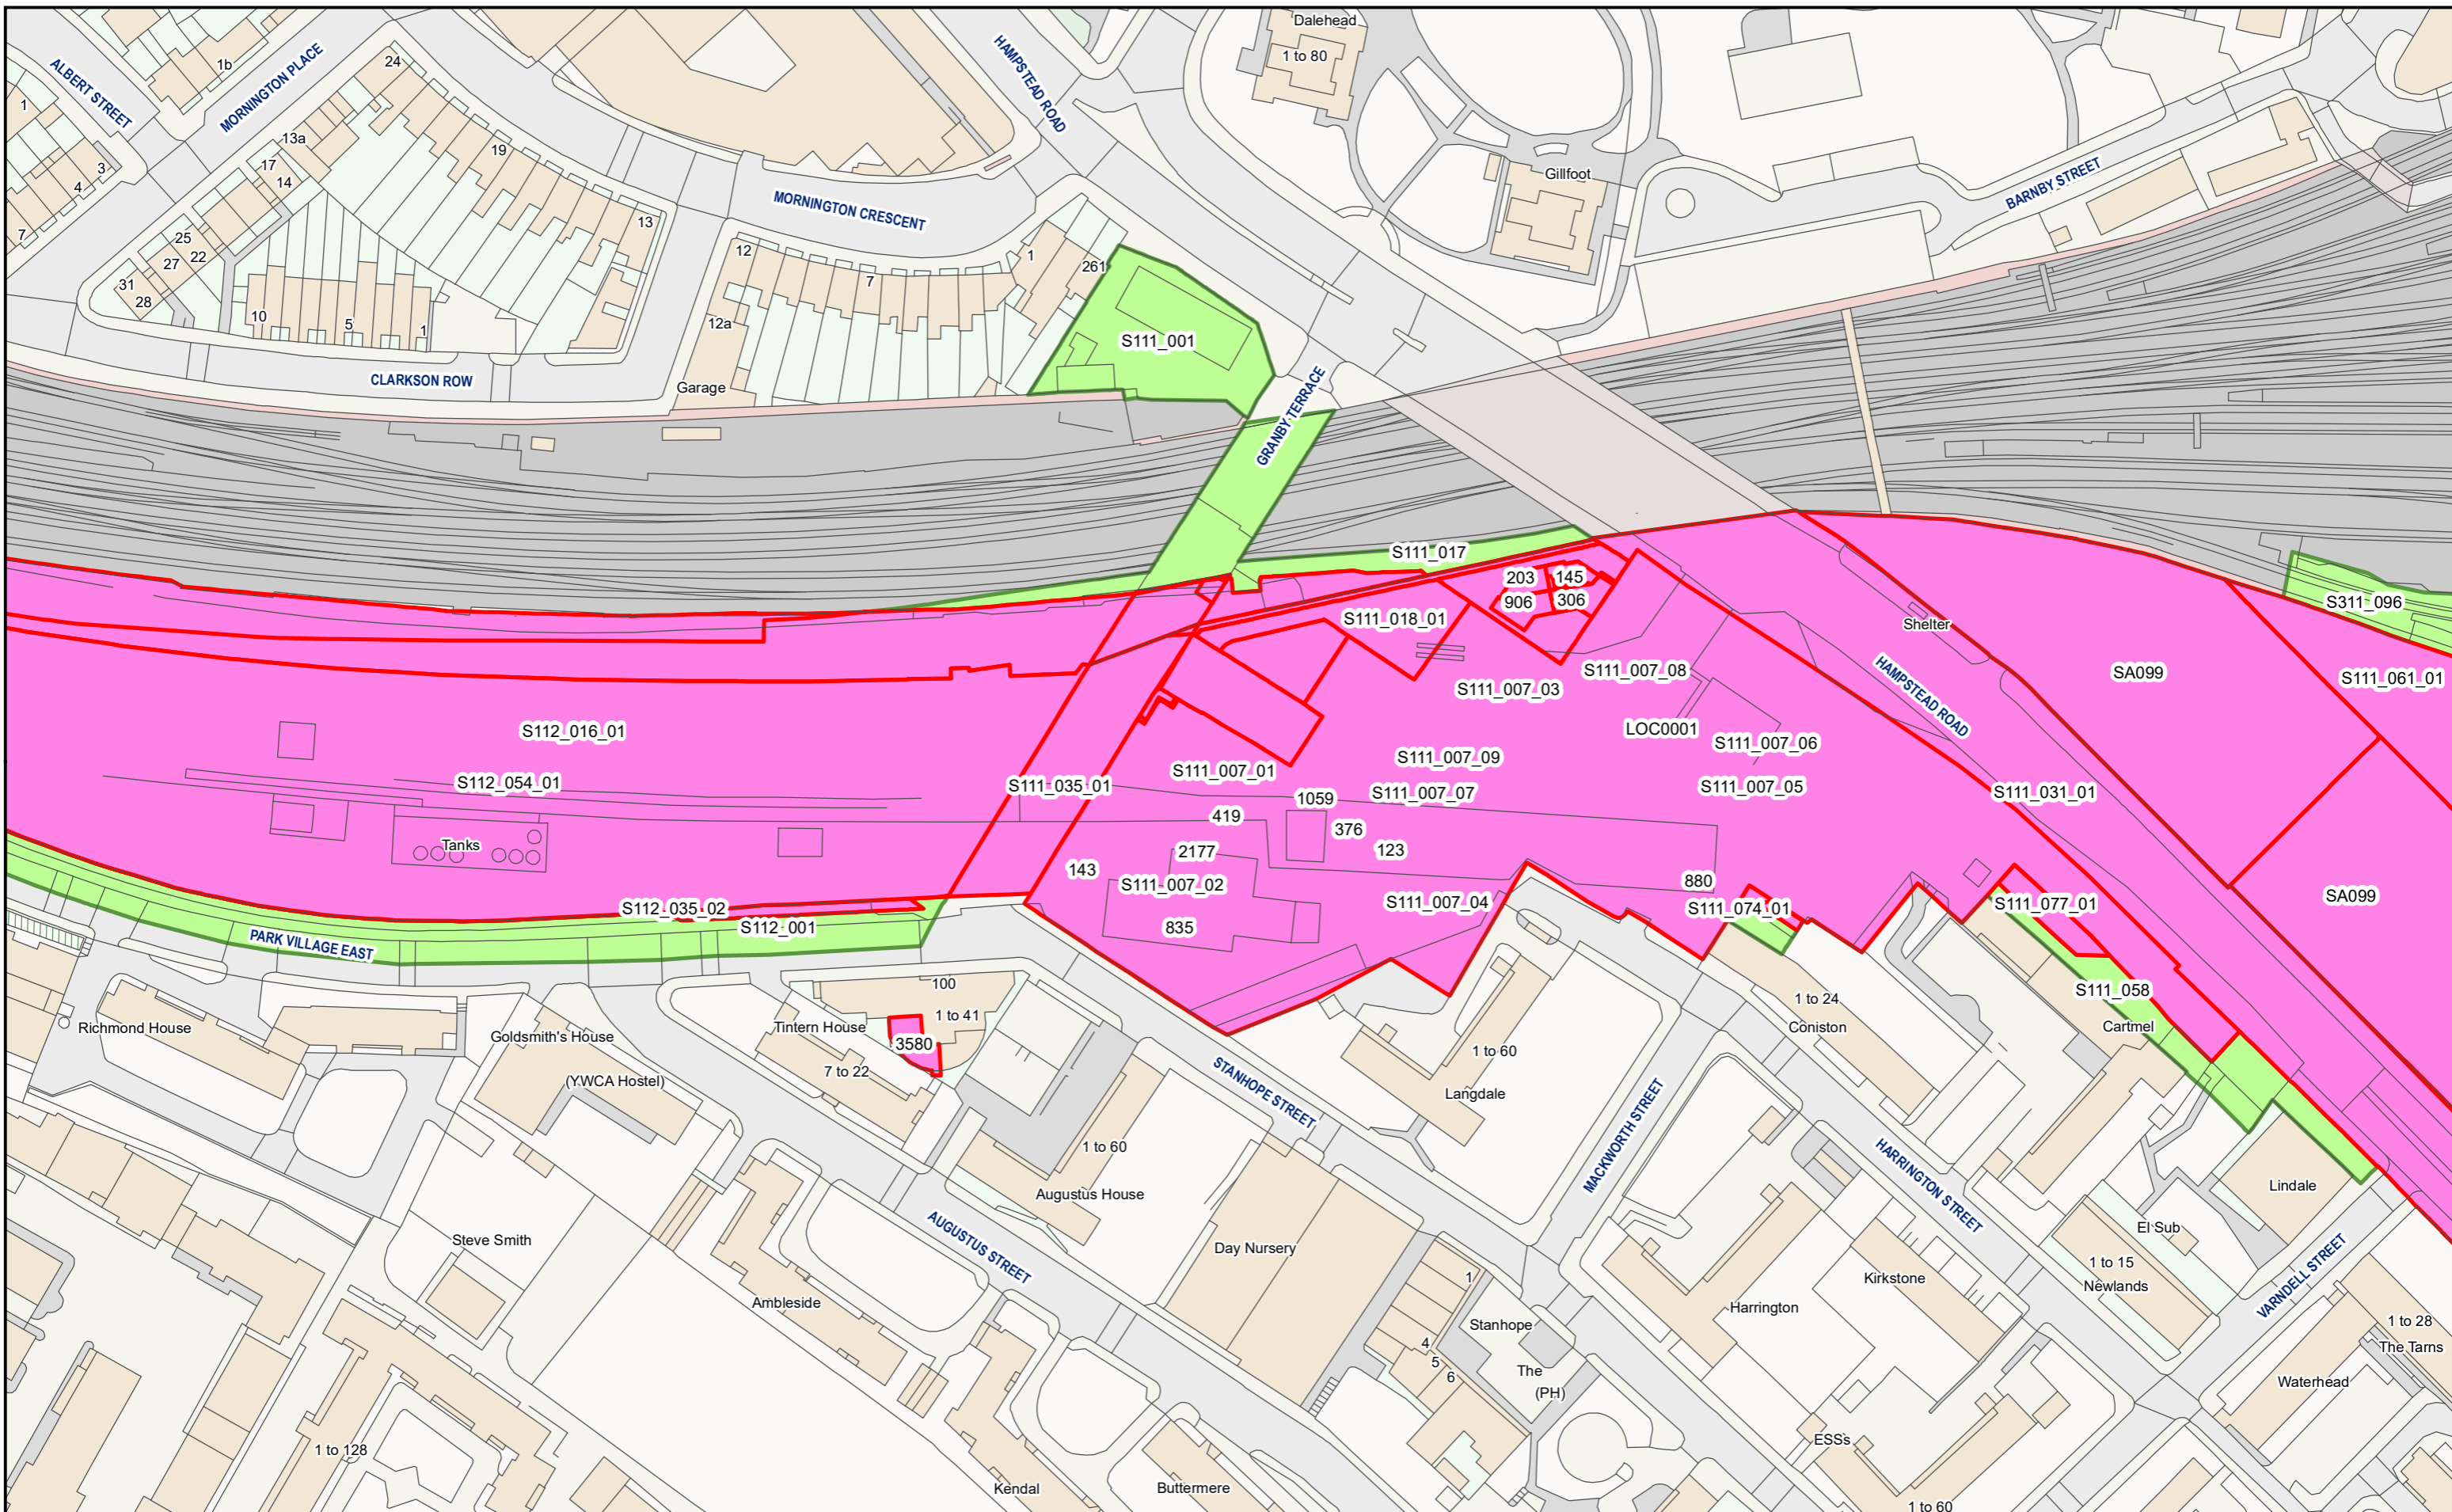 Dalehead
1 to 80
HAMPSTEAD ROAD
ALBERT STREET
MORNINGTON PLACE
1b
24
1
13a
19
17
14
3
4
7
Gillfoot
BARNBY STREET
MORNINGTON CRESCENT
13
25
27
22
31
28
10
5
1
12
12a
7
1
261
S111_001
CLARKSON ROW
Garage
GRANBY TERRACE
S111_017
203
145
906
306
S111_018_01
S311_096
Shelter
S111_007_08
SA099
S111_061_01
S111_007_03
HAMPSTEAD ROAD
S112_016_01
LOC0001
S111_007_06
S111_007_09
S111_007_01
S112_054_01
S111_035_01
S111_007_07
S111_007_05
S111_031_01
1059
419
376
Tanks
2177
123
143
S111_007_02
880
SA099
S111_007_04
S111_074_01
S111_077_01
S112_035_02
S112_001
835
PARK VILLAGE EAST
100
1 to 41
S111_058
1 to 24
Coniston
Cartmel
Richmond House
Goldsmith's House
Tintern House
3580
7 to 22
(YWCA Hostel)
1 to 60
Langdale
STANHOPE STREET
MACKWORTH STREET
HARRINGTON STREET
1 to 60
Augustus House
Lindale
AUGUSTUS STREET
Steve Smith
Day Nursery
El Sub
1 to 15
Newlands
VARNDELL STREET
Kirkstone
1
Ambleside
Harrington
Stanhope
4
5
6
The
(PH)
1 to 28
The Tarns
Waterhead
1 to 128
ESSs
Kendal
Buttermere
1 to 60